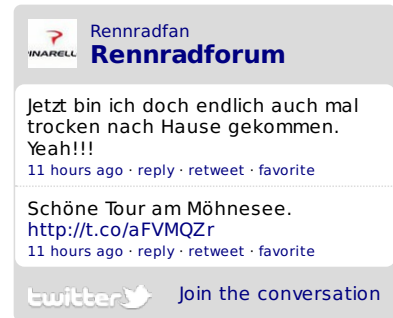 INARELL
Rennradfan
Rennradforum
Jetzt bin ich doch endlich auch mal
trocken nach Hause gekommen.
Yeah!!!
11 hours ago · reply · retweet · favorite
Schöne Tour am Möhnesee.
http://t.co/aFVMQZr
11 hours ago · reply · retweet · favorite
twitter
Join the conversation